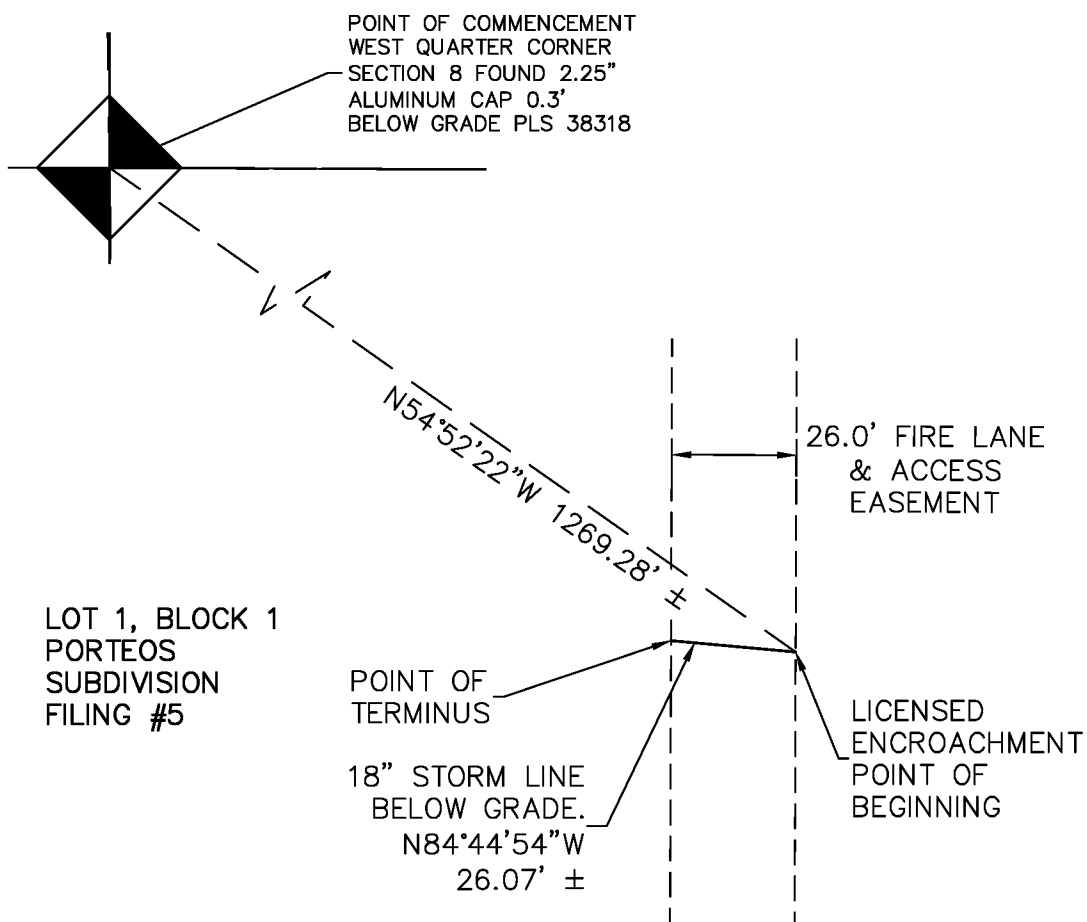 POINT OF COMMENCEMENT
WEST QUARTER CORNER
SECTION 8 FOUND 2.25"
ALUMINUM CAP 0.3'
BELOW GRADE PLS 38318
N54°52'22"W 1269.28' ±
26.0' FIRE LANE
& ACCESS
EASEMENT
LOT 1, BLOCK 1
PORTEOS
SUBDIVISION
FILING #5
POINT OF
TERMINUS
LICENSED
ENCROACHMENT
POINT OF
BEGINNING
18" STORM LINE
BELOW GRADE.
N84°44'54"W
26.07' ±